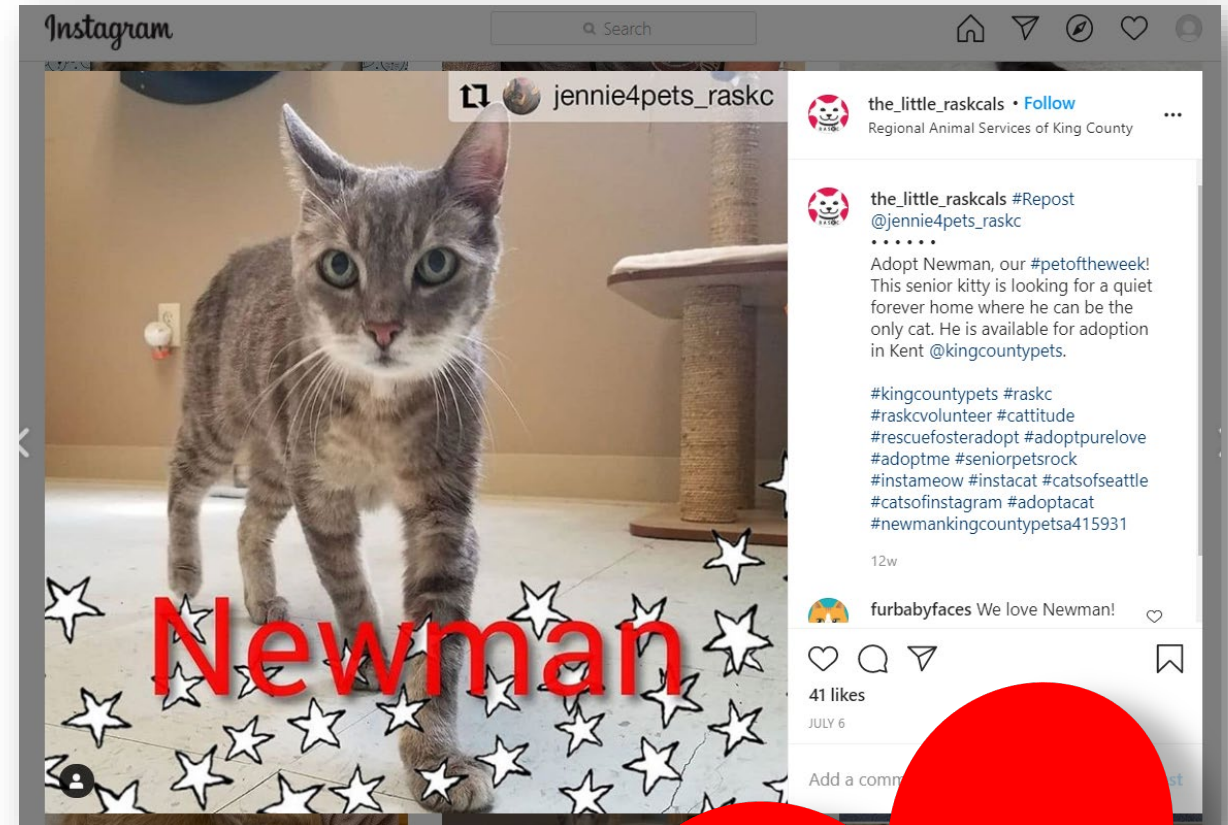 Instagram
Search
jennie4pets_raskc
the_little_raskcals • Follow
Regional Animal Services of King County
the_little_raskcals #Repost
@jennie4pets_raskc
• • • • • •
Adopt Newman, our #petoftheweek!
This senior kitty is looking for a quiet
forever home where he can be the
only cat. He is available for adoption
in Kent @kingcountypets.
#kingcountypets #raskc
#raskcvolunteer #cattitude
#rescuefosteradopt #adoptpurelove
#adoptme #seniorpetsrock
#instameow #instacat #catsofseattle
#catsofinstagram #adoptacat
#newmankingcountypetsa415931
12w
furbabyfaces We love Newman!
41 likes
JULY 6
Add a
Newman